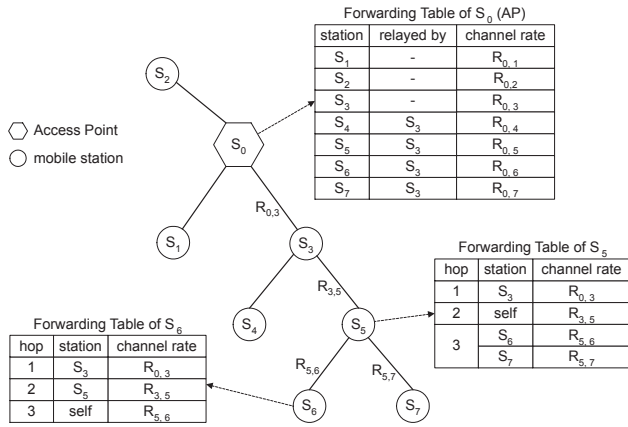 Forwarding Table of S0 (AP)
station relayed by channel rate
S1 - R0, 1
S2 - R0,2
S3 - R0, 3
S4 S3 R0, 4
S5 S3 R0, 5
S6 S3 R0, 6
S7 S3 R0, 7
S2
Access Point
mobile station
S0
S1
R0,3
S3
R3,5
S4
S5
R5,6
R5,7
S6
S7
Forwarding Table of S5
hop station channel rate
1 S3 R0, 3
2 self R3, 5
3 S6 R5, 6
S7 R5, 7
Forwarding Table of S6
hop station channel rate
1 S3 R0, 3
2 S5 R3, 5
3 self R5, 6